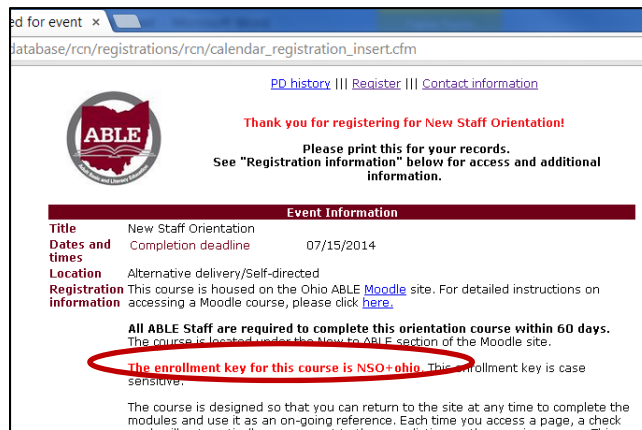 ed for event ×
database/rcn/registrations/rcn/calendar_registration_insert.cfm
PD history ||| Register ||| Contact information
ABLE
Adult Basic and Literacy Education
Thank you for registering for New Staff Orientation!
Please print this for your records.
See "Registration information" below for access and additional
information.
Event Information
Title New Staff Orientation
Dates and times Completion deadline 07/15/2014
Location Alternative delivery/Self-directed
Registration information This course is housed on the Ohio ABLE Moodle site. For detailed instructions on
accessing a Moodle course, please click here.
All ABLE Staff are required to complete this orientation course within 60 days.
The course is located under the New to ABLE section of the Moodle site.
The enrollment key for this course is NSO+ohio. This enrollment key is case
sensitive.
The course is designed so that you can return to the site at any time to complete the
modules and use it as an on-going reference. Each time you access a page, a check